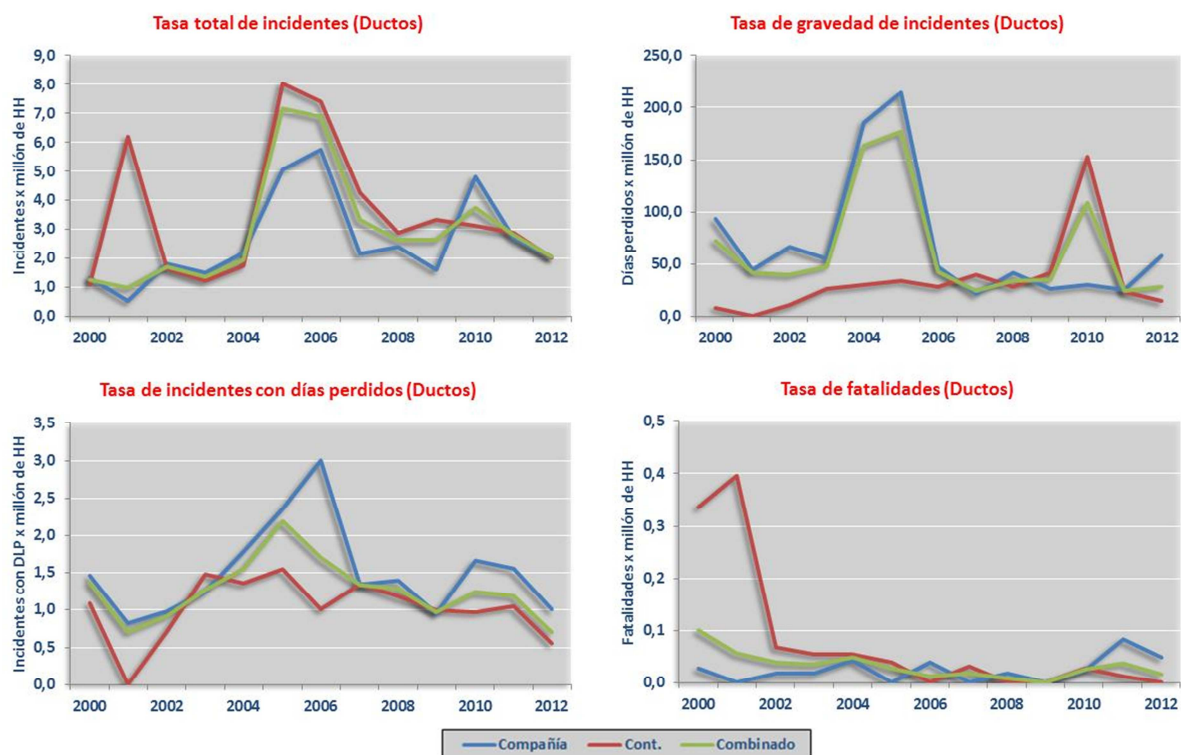 Tasa total de incidentes (Ductos)
Incidentes x millón de HH
9,0
8,0
7,0
6,0
5,0
4,0
3,0
2,0
1,0
0,0
2000 2002 2004 2006 2008 2010 2012
Tasa de gravedad de incidentes (Ductos)
Días perdidos x millón de HH
250,0
200,0
150,0
100,0
50,0
0,0
2000 2002 2004 2006 2008 2010 2012
Tasa de incidentes con días perdidos (Ductos)
Incidentes con DLP x millón de HH
3,5
3,0
2,5
2,0
1,5
1,0
0,5
0,0
2000 2002 2004 2006 2008 2010 2012
Tasa de fatalidades (Ductos)
Fatalidades x millón de HH
0,5
0,4
0,3
0,2
0,1
0,0
2000 2002 2004 2006 2008 2010 2012
Compañía Cont. Combinado